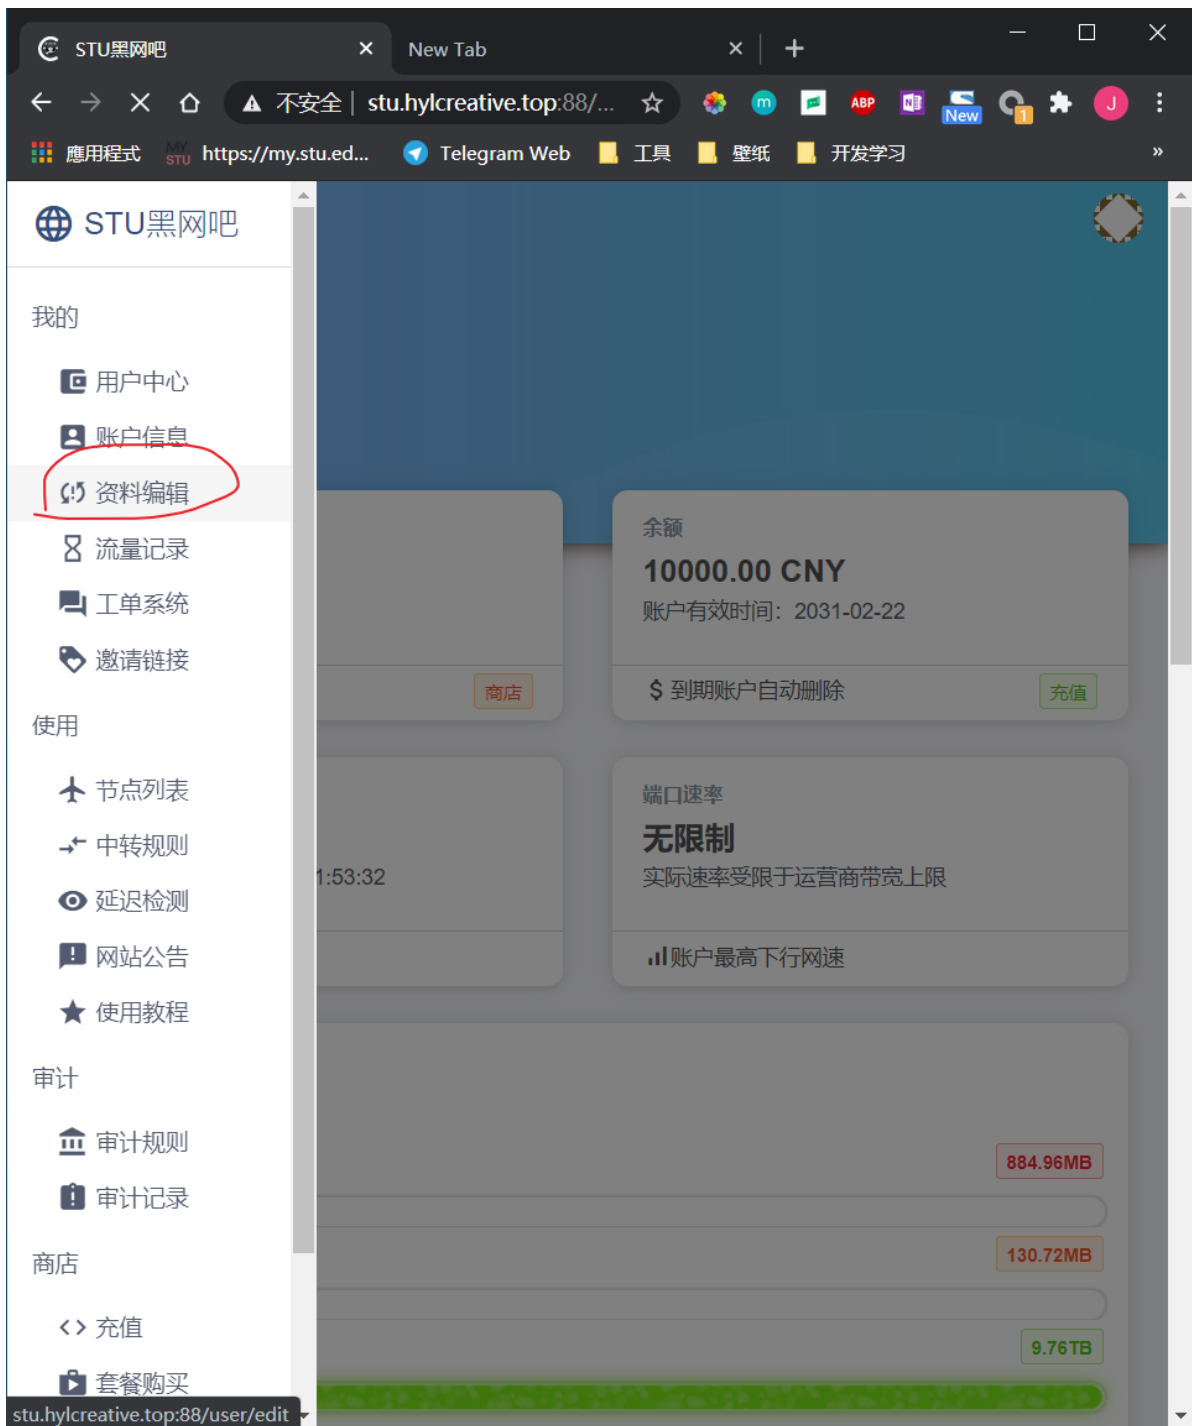 STU黑网吧
New Tab
不安全 | stu.hylcreative.top:88/...
ABP
New
1
J
應用程式
MY STU
https://my.stu.ed...
Telegram Web
工具
壁纸
开发学习
»
STU黑网吧
我的
用户中心
账户信息
资料编辑
流量记录
工单系统
邀请链接
使用
节点列表
中转规则
延迟检测
网站公告
使用教程
审计
审计规则
审计记录
商店
充值
套餐购买
stu.hylcreative.top:88/user/edit
余额
10000.00 CNY
账户有效时间：2031-02-22
商店
$ 到期账户自动删除
充值
1:53:32
端口速率
无限制
实际速率受限于运营商带宽上限
账户最高下行网速
884.96MB
130.72MB
9.76TB